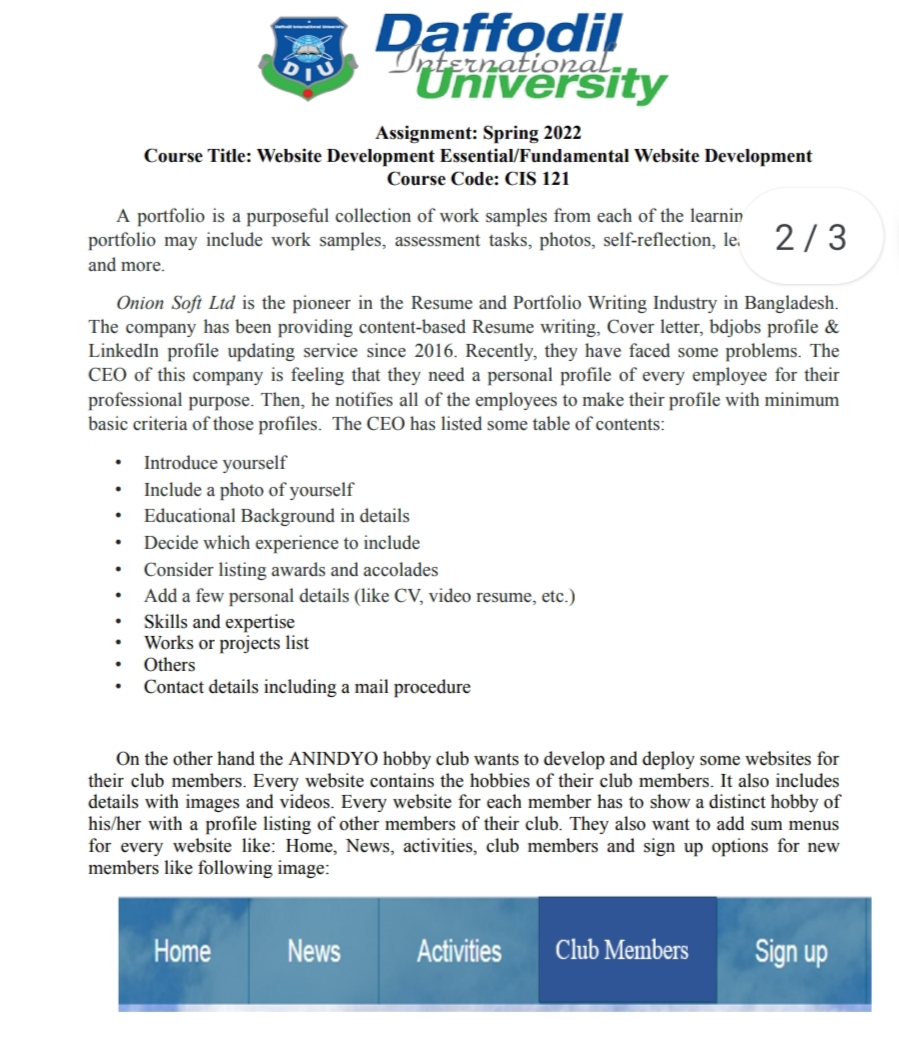 Daffodil International University
DIU
Daffodil
International
University
Assignment: Spring 2022
Course Title: Website Development Essential/Fundamental Website Development
Course Code: CIS 121
A portfolio is a purposeful collection of work samples from each of the
portfolio may include work samples, assessment tasks, photos, self-reflection,
and more.
2 / 3
Onion Soft Ltd is the pioneer in the Resume and Portfolio Writing Industry in Bangladesh.
The company has been providing content-based Resume writing, Cover letter, bdjobs profile &
LinkedIn profile updating service since 2016. Recently, they have faced some problems. The
CEO of this company is feeling that they need a personal profile of every employee for their
professional purpose. Then, he notifies all of the employees to make their profile with minimum
basic criteria of those profiles. The CEO has listed some table of contents:
• Introduce yourself
• Include a photo of yourself
• Educational Background in details
• Decide which experience to include
• Consider listing awards and accolades
• Add a few personal details (like CV, video resume, etc.)
• Skills and expertise
• Works or projects list
• Others
• Contact details including a mail procedure
On the other hand the ANINDYO hobby club wants to develop and deploy some websites for
their club members. Every website contains the hobbies of their club members. It also includes
details with images and videos. Every website for each member has to show a distinct hobby of
his/her with a profile listing of other members of their club. They also want to add sum menus
for every website like: Home, News, activities, club members and sign up options for new
members like following image:
Home News Activities Club Members Sign up